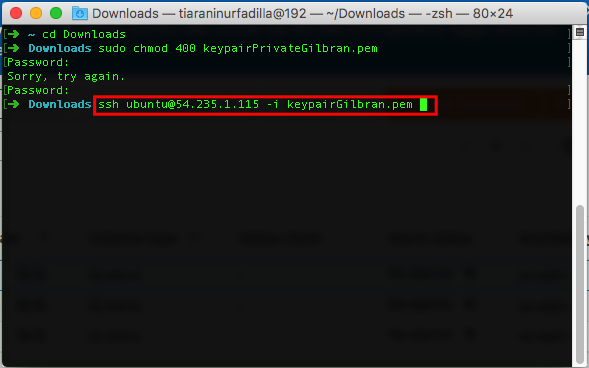 Downloads — tiaraninurfadilla@192 — ~/Downloads — -zsh — 80×24
[➜ ~ cd Downloads ]
[➜ Downloads sudo chmod 400 keypairPrivateGilbran.pem ]
[Password: ]
Sorry, try again.
[Password: ]
➜ Downloads ssh ubuntu@54.235.1.115 -i keypairGilbran.pem